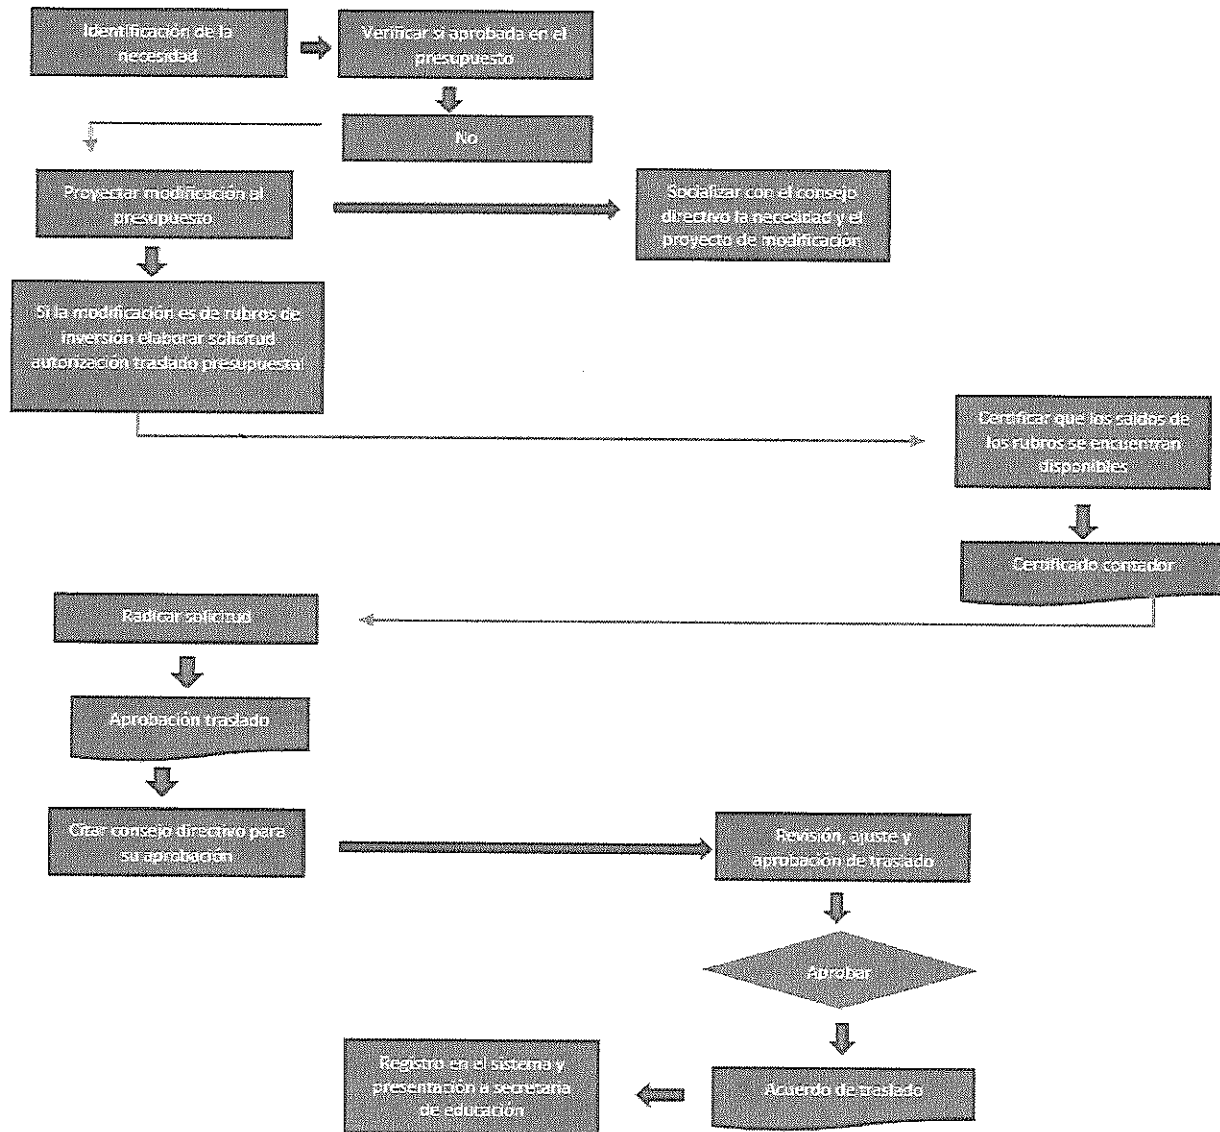 Identificación de la
necesidad
Verificar si aprobada en el
presupuesto
No
Proyectar modificación al
presupuesto
Socializar con el consejo
directivo la necesidad y el
proyecto de modificación
Si la modificación es de rubros de
inversión elaborar solicitud
autorización traslado presupuestal
Certificar que los saldos de
los rubros se encuentran
disponibles
Certificado contador
Radicar solicitud
Aprobación traslado
Citar consejo directivo para
su aprobación
Revisión, ajuste y
aprobación de traslado
Aprobar
Registro en el sistema y
presentación a secretaria
de educación
Acuerdo de traslado